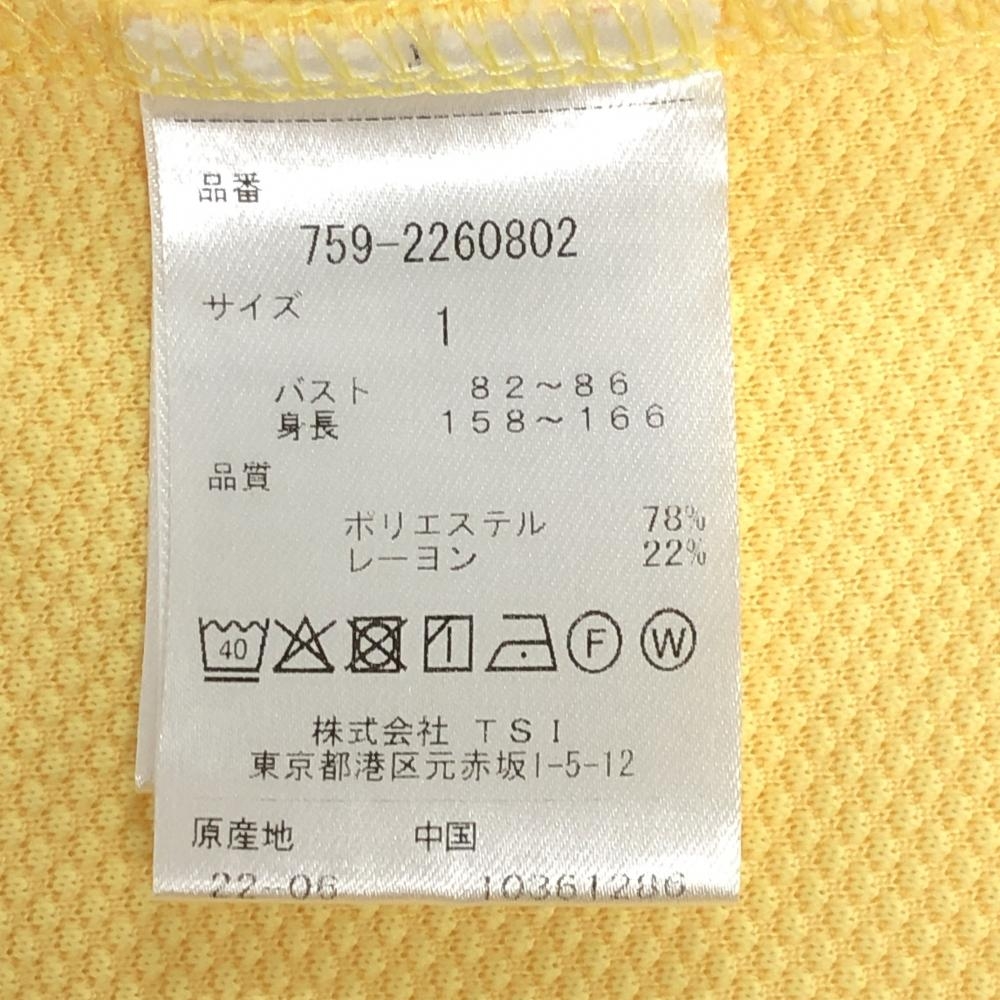 品番
759-2260802
サイズ
1
バスト 82～86
身長 158～166
品質
ポリエステル 78%
レーヨン 22%
40 F W
株式会社 TSI
東京都港区元赤坂1-5-12
原産地 中国
22-06 10361286